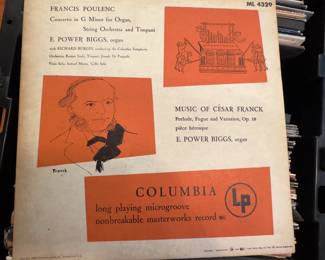 FRANCIS POULENC
ML 4329
Concerto in G Minor for Organ,
String Orchestra and Timpani
E. POWER BIGGS, organ
with RICHARD BURGIN conducting the Columbia Symphony
Orchestra
MUSIC OF CÉSAR FRANCK
Prelude, Fugue and Variation, Op. 18
pièce héroïque
E. POWER BIGGS, organ
Franck
COLUMBIA
Lp
long playing microgroove
nonbreakable masterworks record